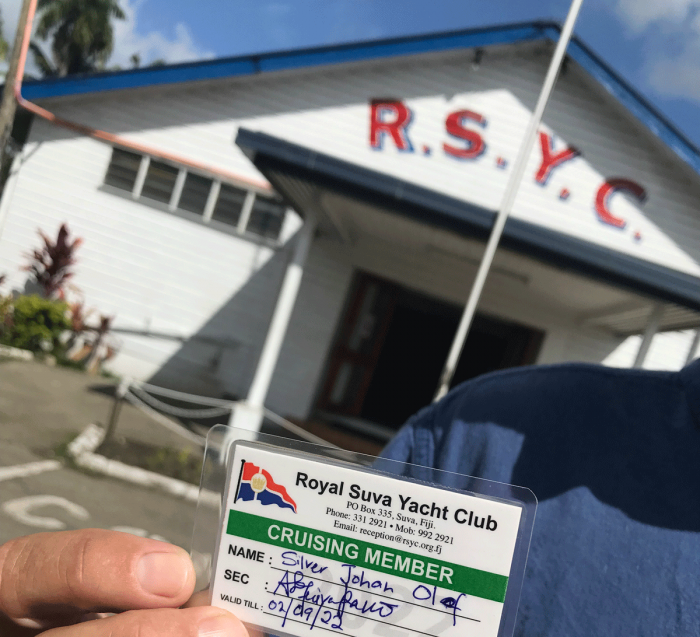 R.S.Y.C.
Royal Suva Yacht Club
PO Box 335, Suva, Fiji.
Phone: 331 2921 • Mob: 992 2921
Email: reception@rsyc.org.fj
CRUISING MEMBER
NAME : Silver Johan Olof
SEC :
VALID TILL : 02/09/22